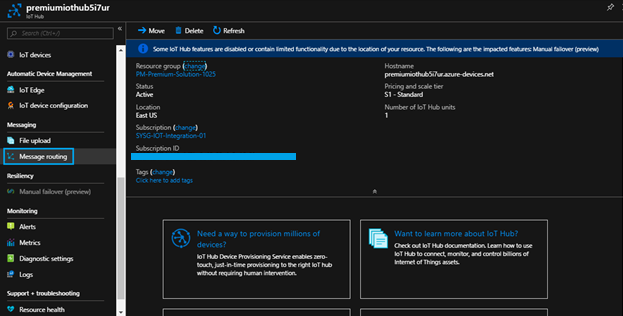 premiumiothub5i7ur
IoT Hub
Search (Ctrl+/)
«
IoT devices
Automatic Device Management
IoT Edge
IoT device configuration
Messaging
File upload
Message routing
Resiliency
Manual failover (preview)
Monitoring
Alerts
Metrics
Diagnostic settings
Logs
Support + troubleshooting
Resource health
Move Delete Refresh
Some IoT Hub features are disabled or contain limited functionality due to the location of your resource. The following are the impacted features: Manual failover (preview)
Resource group (change)
PM-Premium-Solution-1025
Status
Active
Location
East US
Subscription (change)
SYSG-IOT-Integration-01
Subscription ID
Tags (change)
Click here to add tags
Hostname
premiumiothub5i7ur.azure-devices.net
Pricing and scale tier
S1 - Standard
Number of IoT Hub units
1
Need a way to provision millions of
devices?
IoT Hub Device Provisioning Service enables zero-
touch, just-in-time provisioning to the right IoT hub
without requiring human intervention.
Want to learn more about IoT Hub?
Check out IoT Hub documentation. Learn how to use
IoT Hub to connect, monitor, and control billions of
Internet of Things assets.